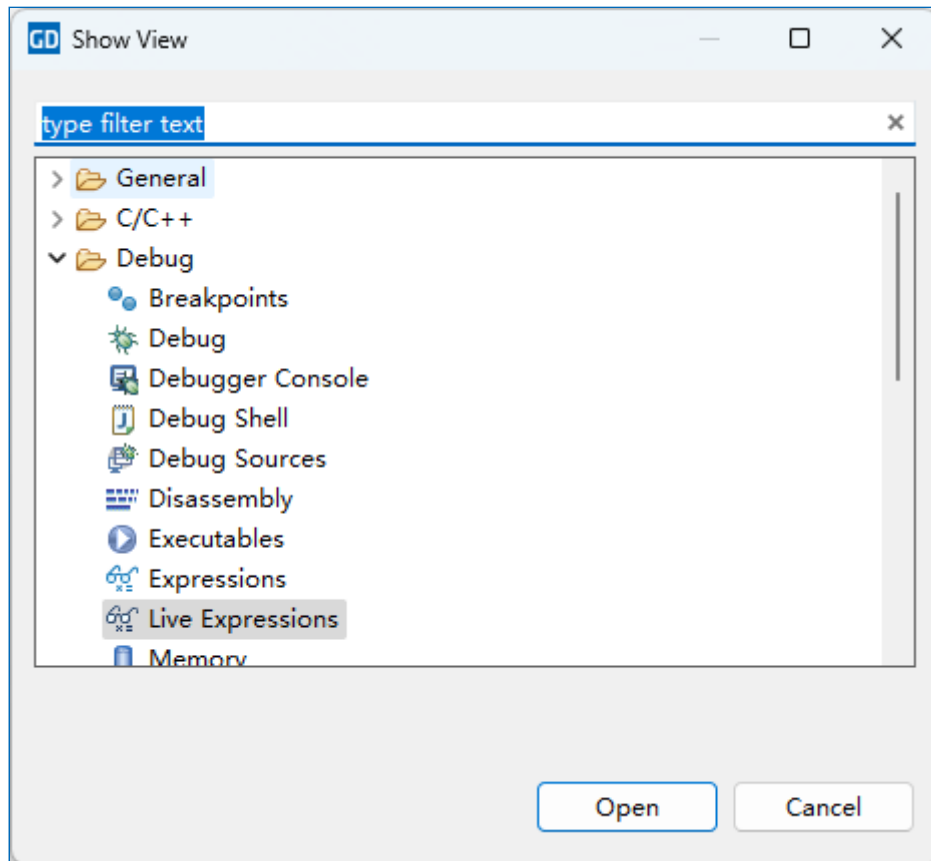 GD Show View
type filter text
General
C/C++
Debug
Breakpoints
Debug
Debugger Console
Debug Shell
Debug Sources
Disassembly
Executables
Expressions
Live Expressions
Memory
Open Cancel